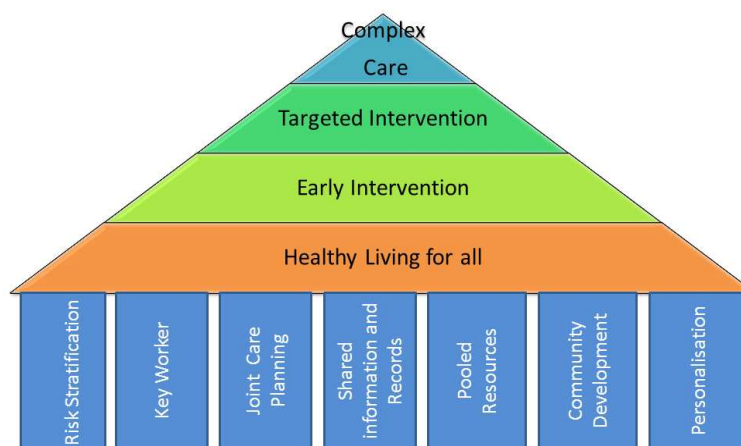 Complex
Care
Targeted Intervention
Early Intervention
Healthy Living for all
Risk Stratification
Key Worker
Joint Care
Planning
Shared
information and
Records
Pooled
Resources
Community
Development
Personalisation